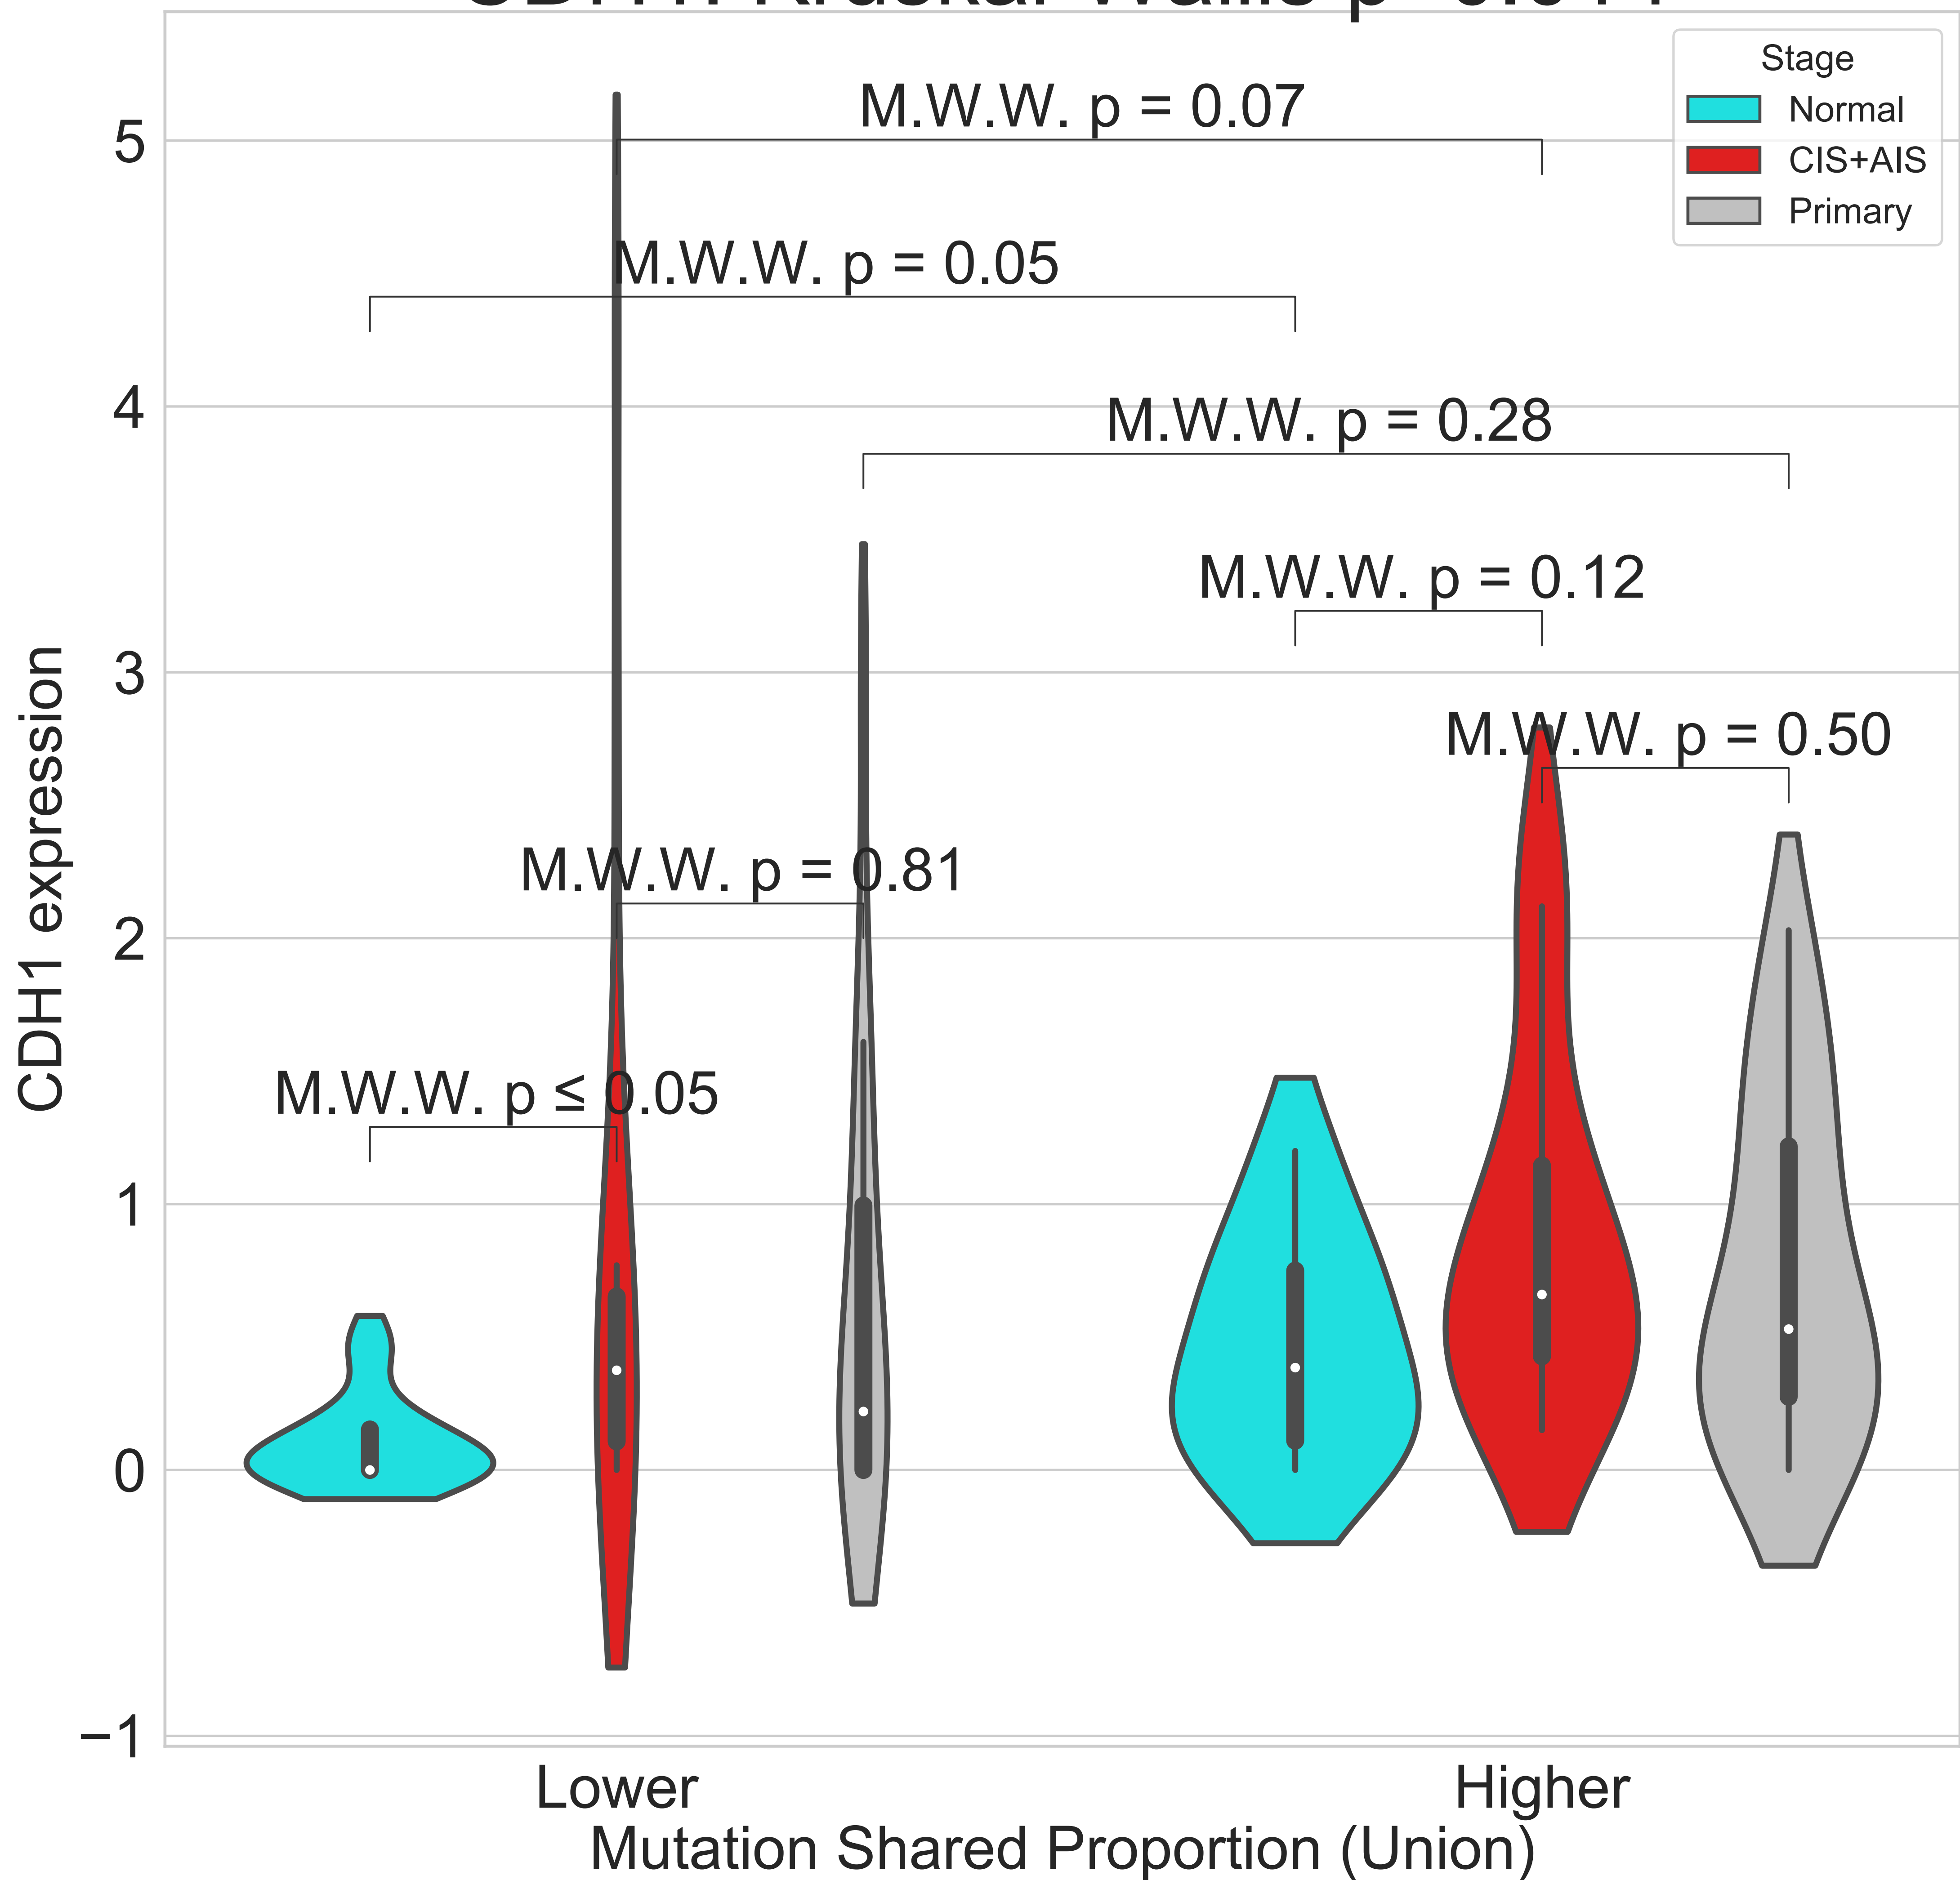 Stage
Normal
CIS+AIS
Primary
M.W.W. p = 0.07
M.W.W. p = 0.05
M.W.W. p = 0.28
M.W.W. p = 0.12
M.W.W. p = 0.50
M.W.W. p = 0.81
M.W.W. p ≤ 0.05
5
4
3
2
1
0
−1
CDH1 expression
Lower
Higher
Mutation Shared Proportion (Union)